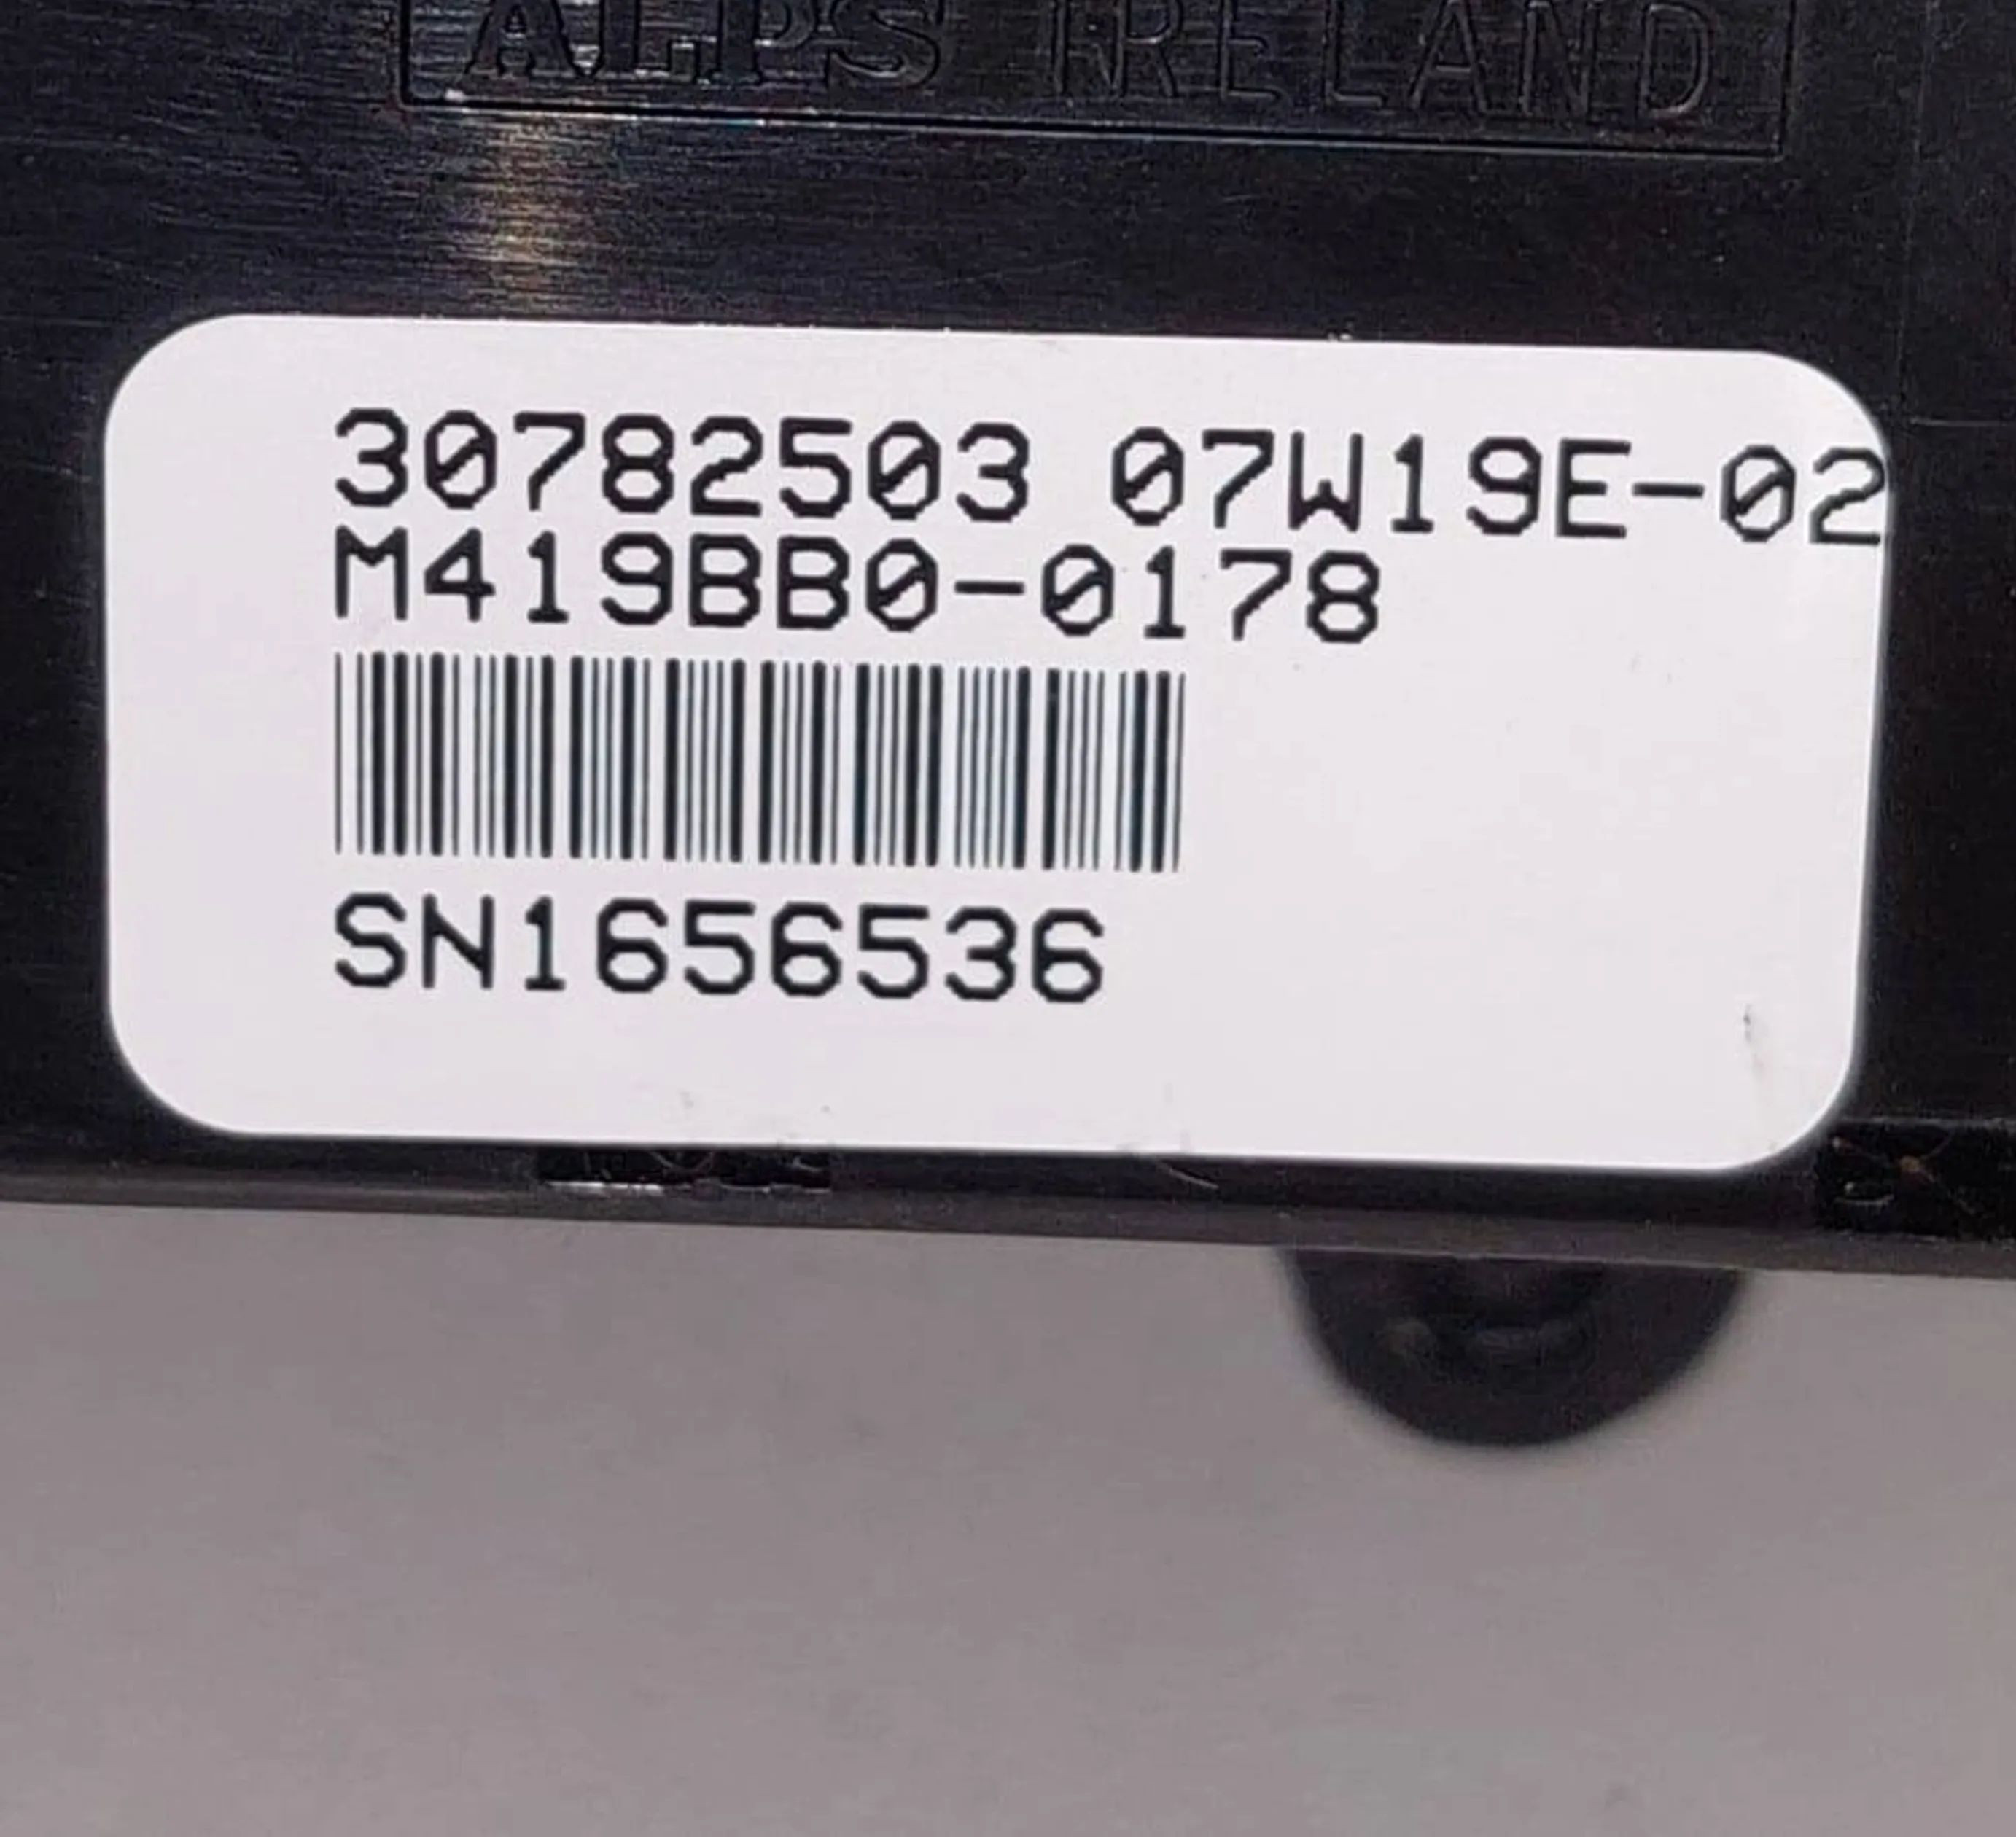 ALPS IRELAND
30782503 07W19E-02
M419BB0-0178
SN1656536